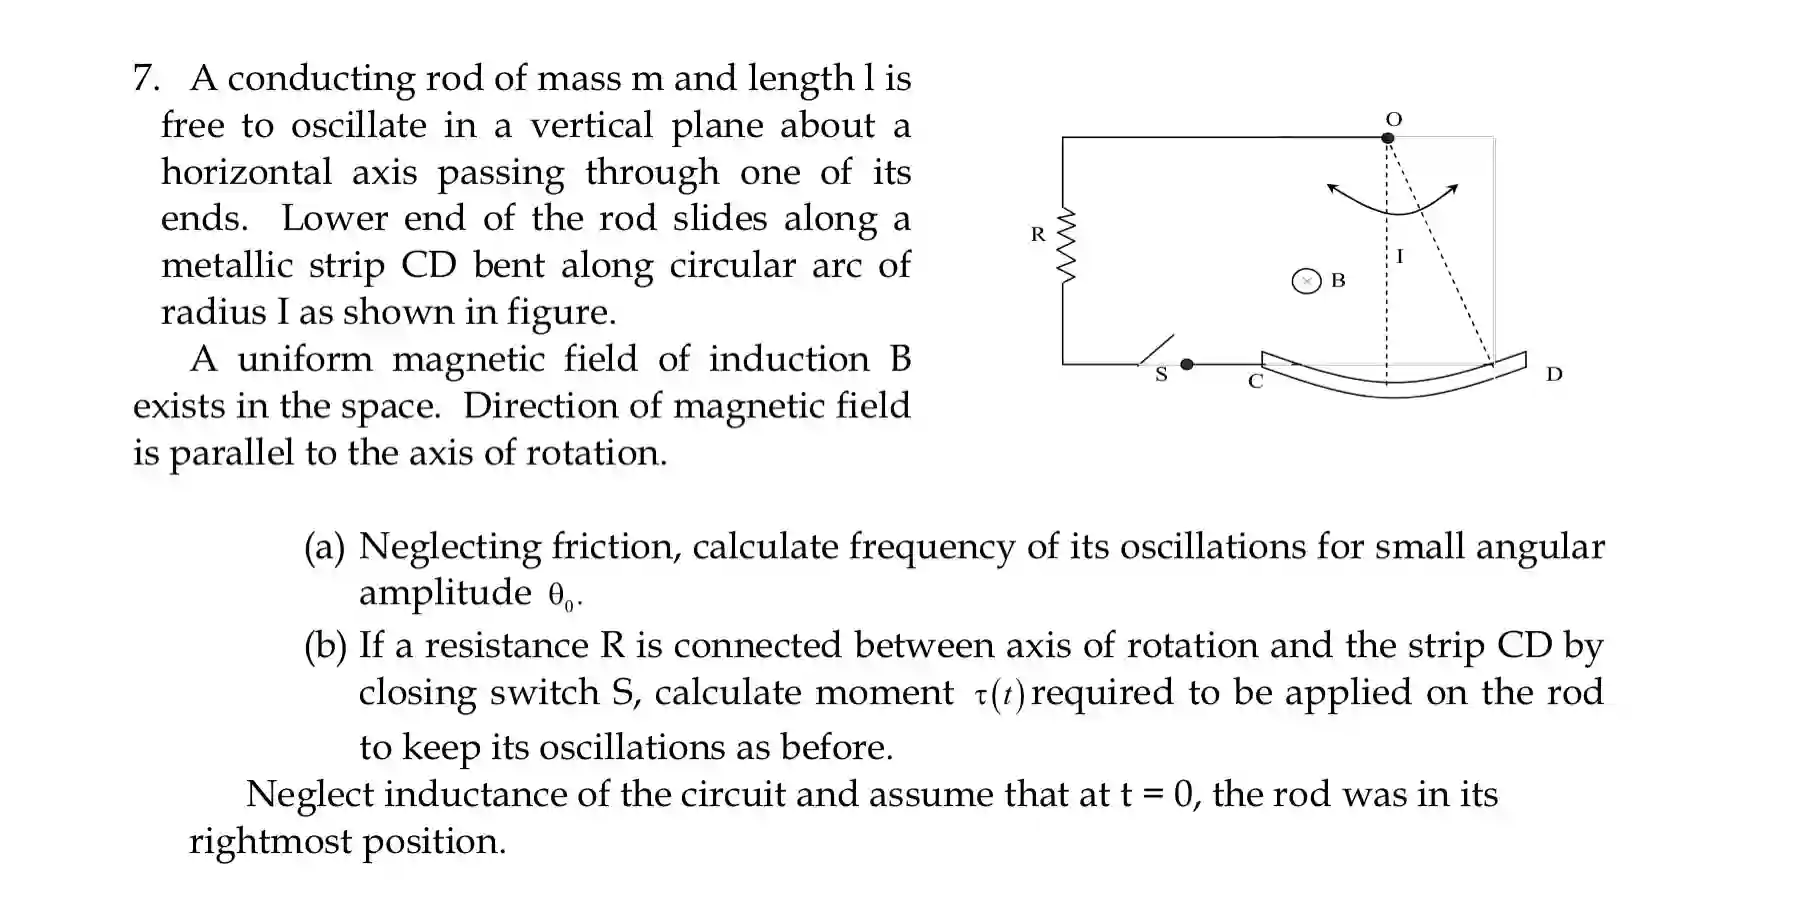 7. A conducting rod of mass m and length l is
free to oscillate in a vertical plane about a
horizontal axis passing through one of its
ends. Lower end of the rod slides along a
metallic strip CD bent along circular arc of
radius I as shown in figure.
A uniform magnetic field of induction B
exists in the space. Direction of magnetic field
is parallel to the axis of rotation.
O
R
I
B
S
C
D
(a) Neglecting friction, calculate frequency of its oscillations for small angular
amplitude θ₀.
(b) If a resistance R is connected between axis of rotation and the strip CD by
closing switch S, calculate moment τ(t) required to be applied on the rod
to keep its oscillations as before.
Neglect inductance of the circuit and assume that at t = 0, the rod was in its
rightmost position.